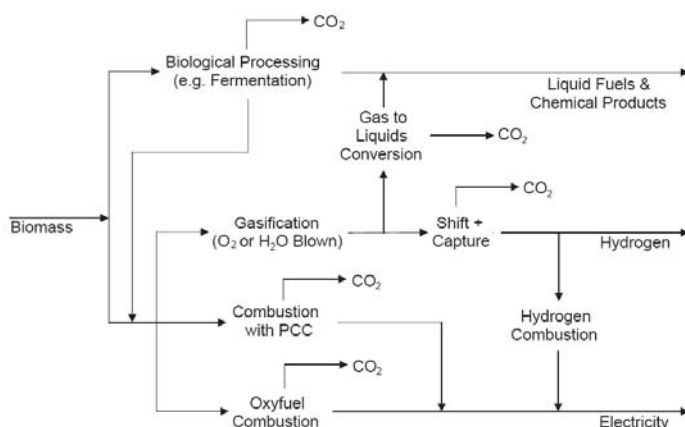 CO₂
Biological Processing
(e.g. Fermentation)
Liquid Fuels &
Chemical Products
Gas to
Liquids
Conversion
CO₂
CO₂
Biomass
Gasification
(O₂ or H₂O Blown)
Shift +
Capture
Hydrogen
CO₂
Combustion
with PCC
Hydrogen
Combustion
CO₂
Oxyfuel
Combustion
Electricity